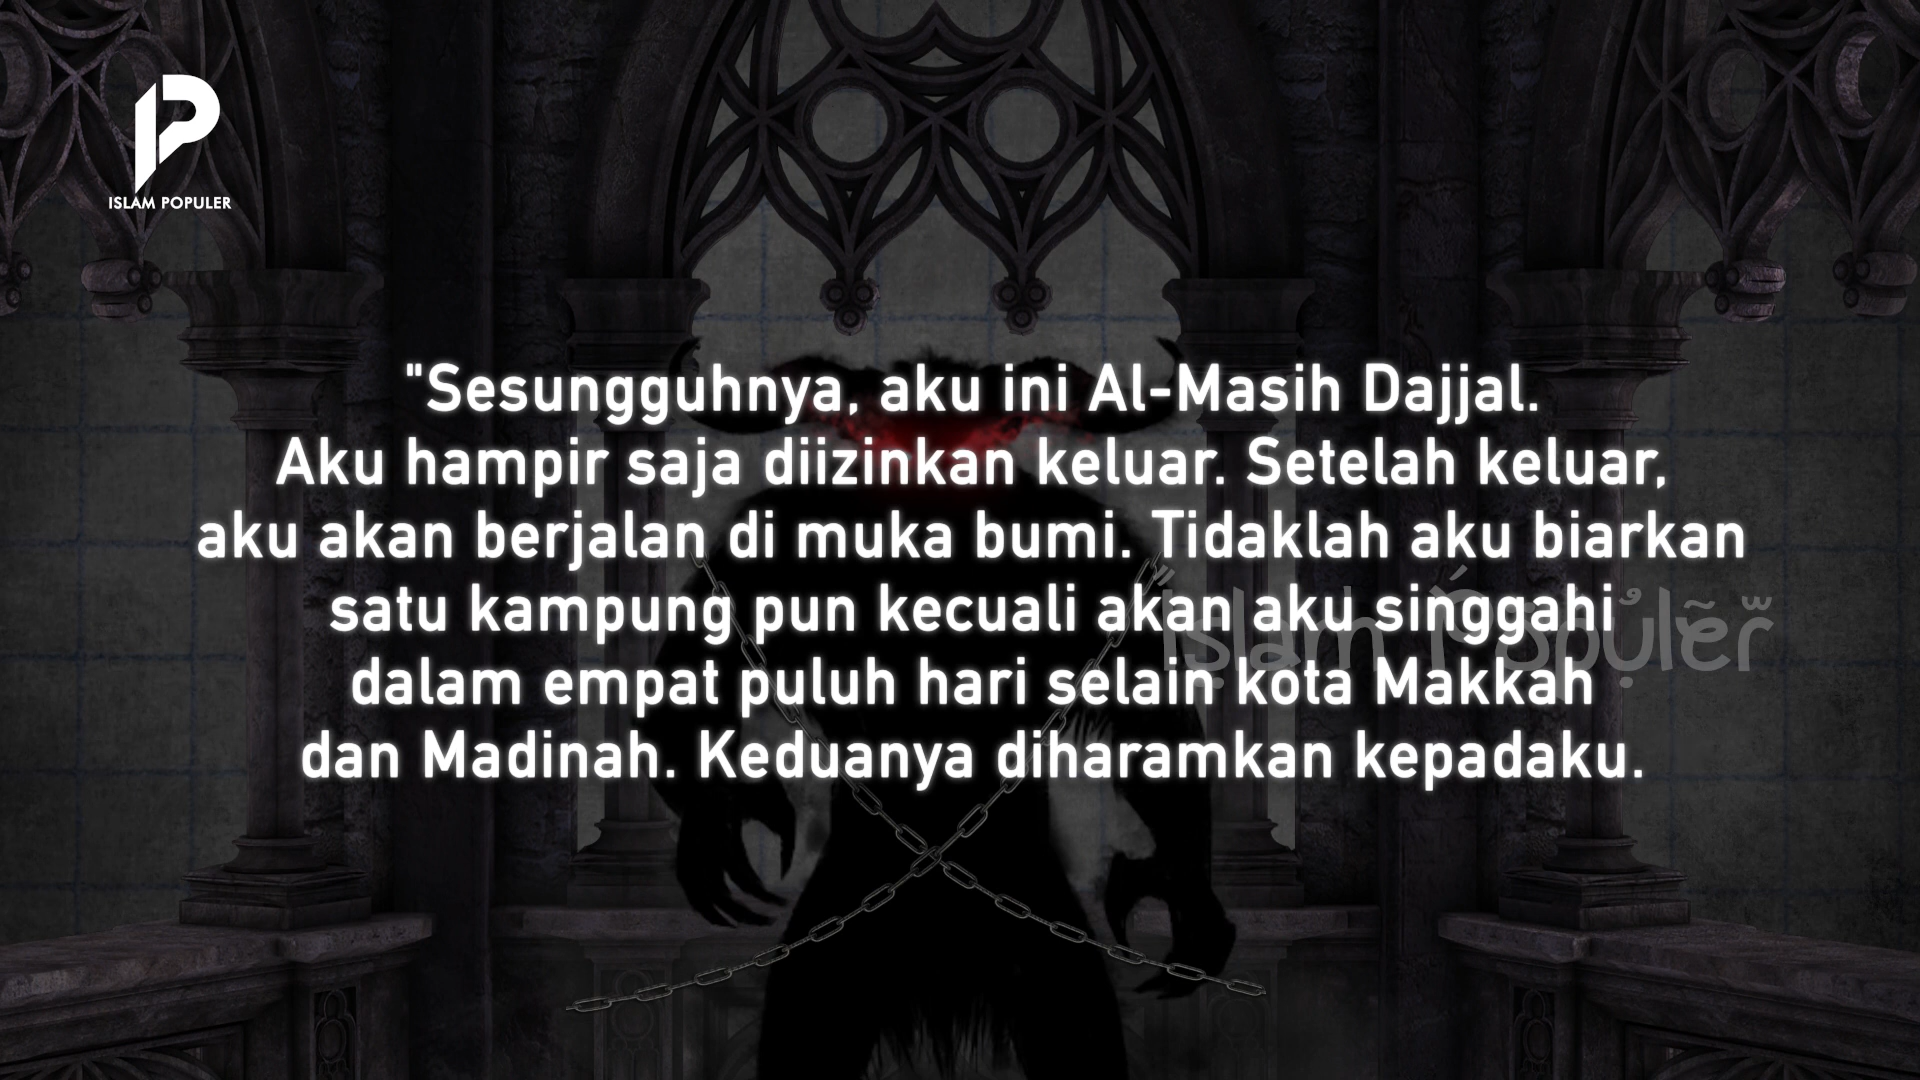 ISLAM POPULER
"Sesungguhnya, aku ini Al-Masih Dajjal.
Aku hampir saja diizinkan keluar. Setelah keluar,
aku akan berjalan di muka bumi. Tidaklah aku biarkan
satu kampung pun kecuali akan aku singgahi
dalam empat puluh hari selain kota Makkah
dan Madinah. Keduanya diharamkan kepadaku.
Islam Populer